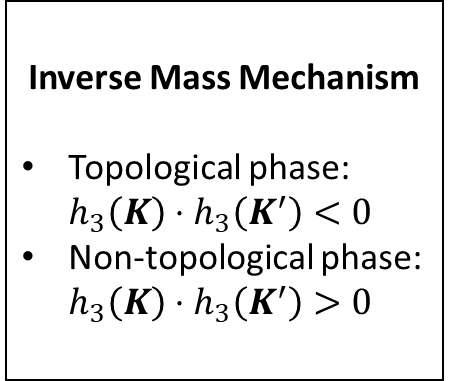 Inverse Mass Mechanism
• Topological phase:
h₃(𝑲) · h₃(𝑲′) < 0
• Non-topological phase:
h₃(𝑲) · h₃(𝑲′) > 0